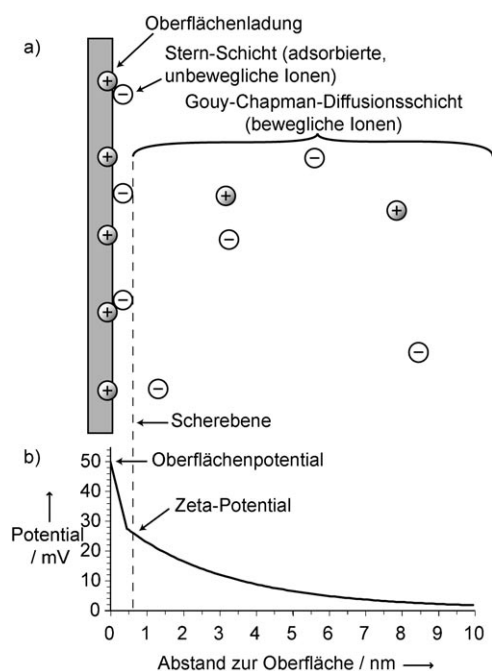 a)
Oberflächenladung
Stern-Schicht (adsorbierte,
unbewegliche Ionen)
Gouy-Chapman-Diffusionsschicht
(bewegliche Ionen)
+
−
−
+
−
+
+
+
−
−
+
−
+
−
−
Scherebene
b)
Oberflächenpotential
Zeta-Potential
Potential
/ mV
50
40
30
20
10
0
0 1 2 3 4 5 6 7 8 9 10
Abstand zur Oberfläche / nm